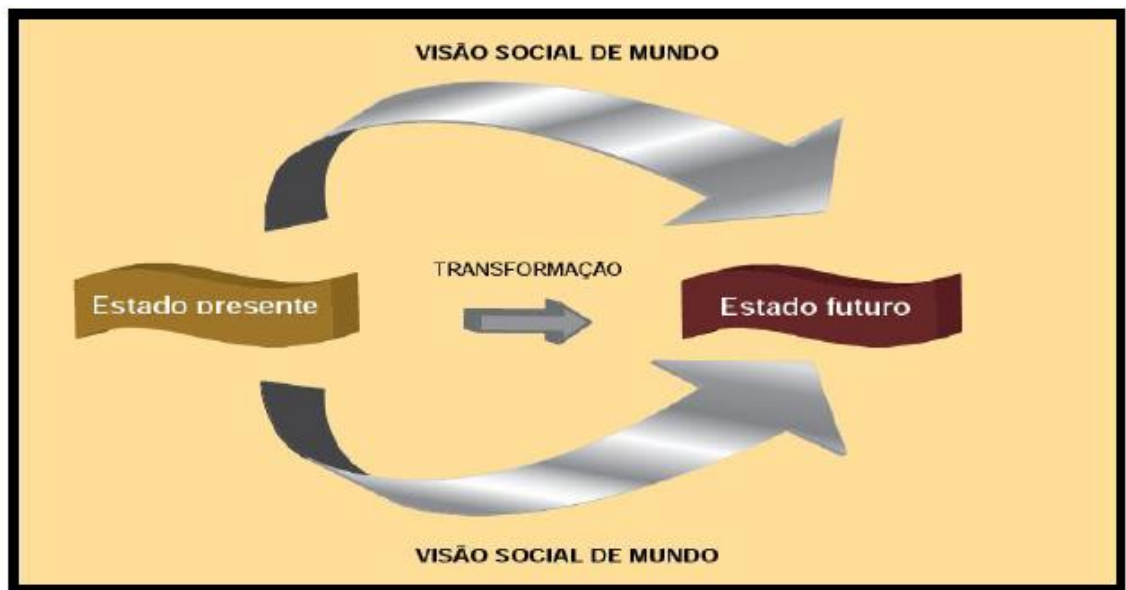 VISÃO SOCIAL DE MUNDO
TRANSFORMAÇÃO
Estado presente
Estado futuro
VISÃO SOCIAL DE MUNDO